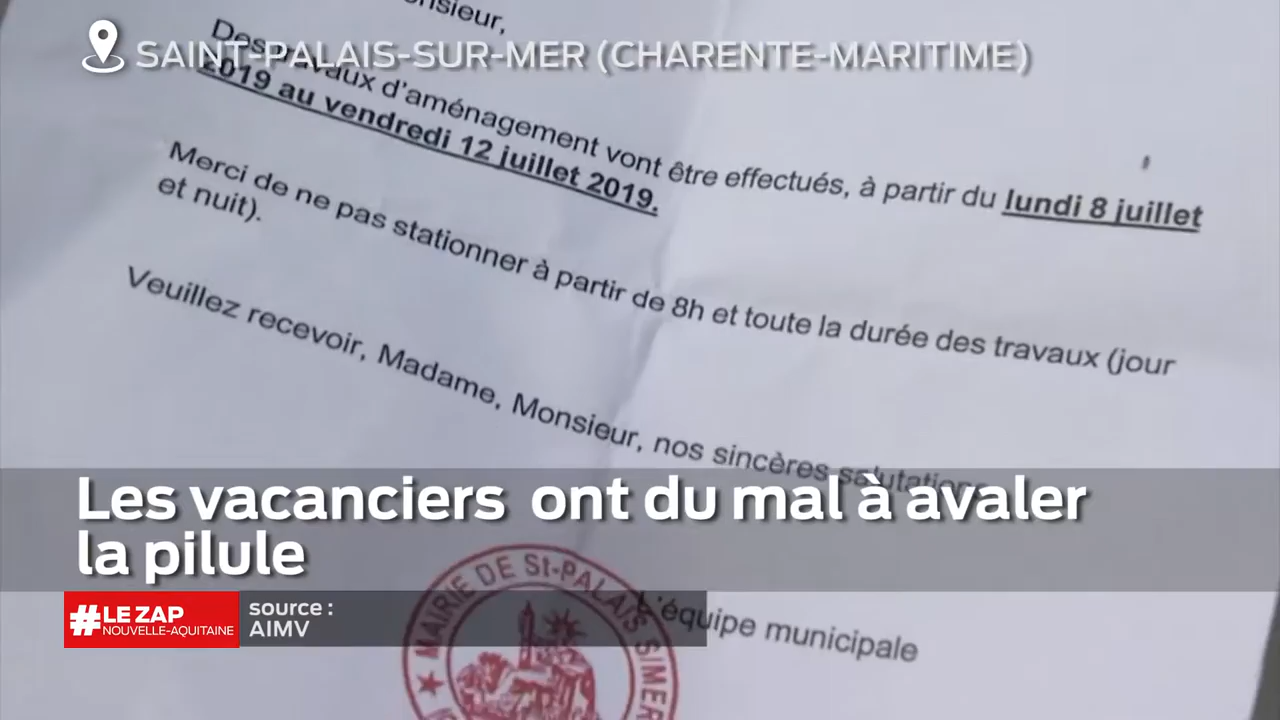 SAINT-PALAIS-SUR-MER (CHARENTE-MARITIME)
Des travaux d'aménagement vont être effectués, à partir du lundi 8 juillet
2019 au vendredi 12 juillet 2019.
Merci de ne pas stationner à partir de 8h et toute la durée des travaux (jour
et nuit).
Veuillez recevoir, Madame, Monsieur, nos sincères salutations
Les vacanciers ont du mal à avaler
la pilule
#LE ZAP
NOUVELLE-AQUITAINE
source :
AIMV
L'équipe municipale
MAIRIE DE St-PALAIS S/MER